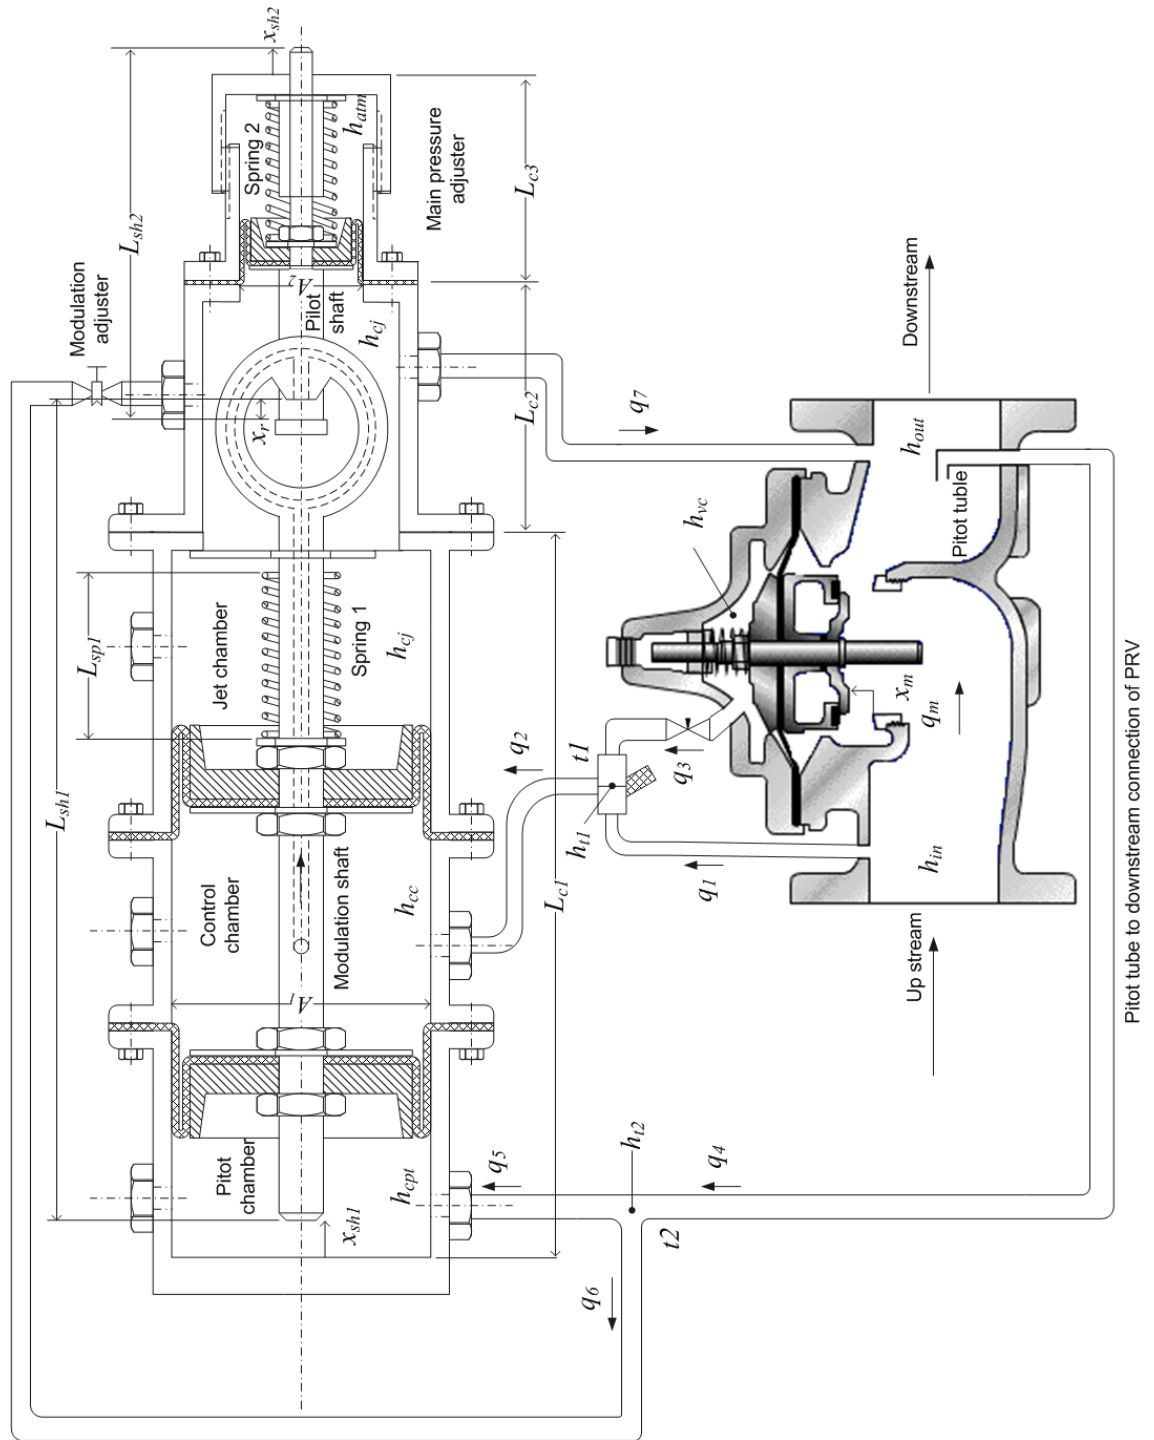 x_sh2
Modulation
adjuster
L_sh2
Spring 2
h_atm
Main pressure
adjuster
L_c3
A_2
Pilot
shaft
h_cj
L_c2
x_r
q_7
Downstream
h_out
Pitot tuble
L_sp1
Jet chamber
Spring 1
h_cj
h_vc
L_sh1
q_2
t1
q_3
x_m
q_m
h_t1
Control
chamber
Modulation shaft
h_cc
L_c1
q_1
h_in
A_1
Up stream
Pitot
chamber
h_cpt
x_sh1
q_5
h_t2
q_4
t2
q_6
Pitot tube to downstream connection of PRV